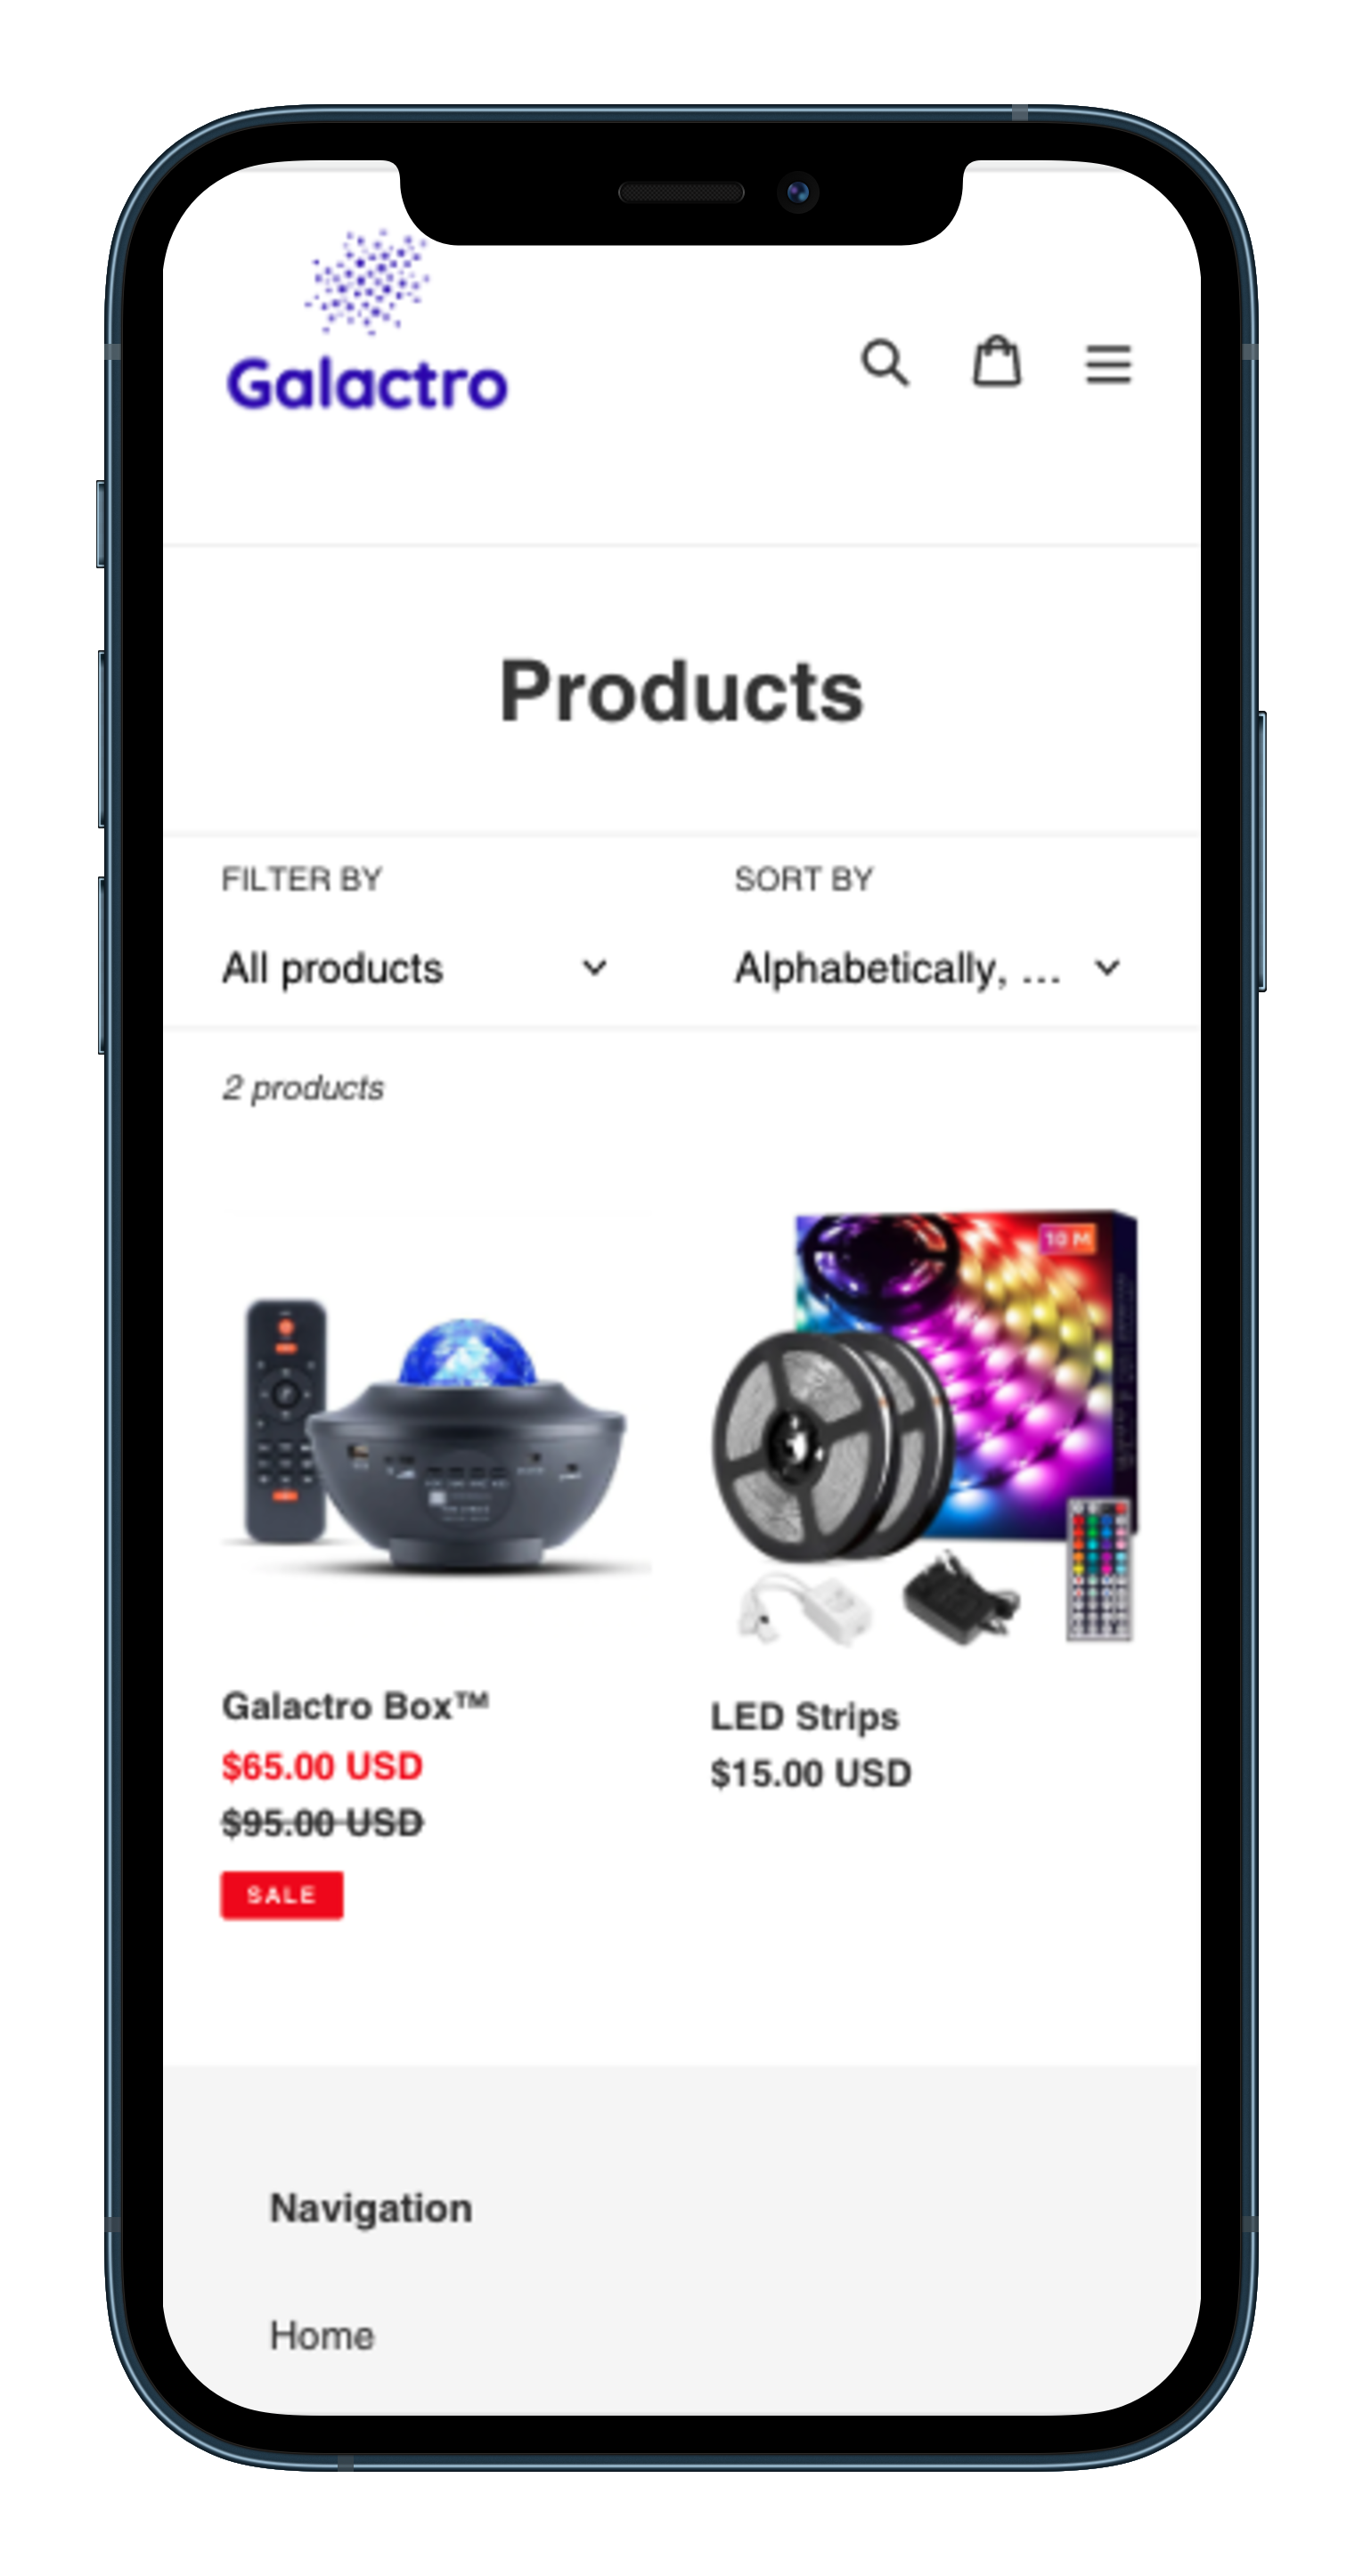 Galactro
Products
FILTER BY
SORT BY
All products
Alphabetically, ...
2 products
10 M
Galactro Box™
$65.00 USD
$95.00 USD
SALE
LED Strips
$15.00 USD
Navigation
Home